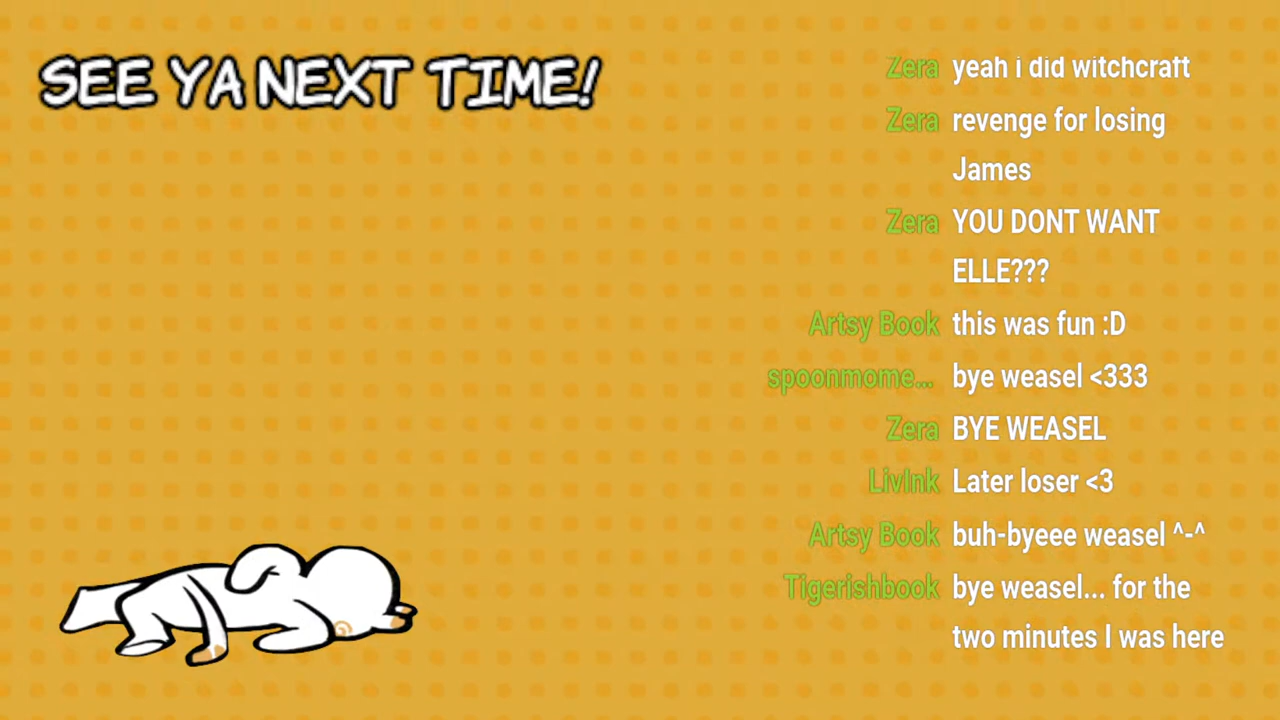 SEE YA NEXT TIME!
Zera yeah i did witchcraft
Zera revenge for losing
James
Zera YOU DONT WANT
ELLE???
Artsy Book this was fun :D
spoonmome... bye weasel <333
Zera BYE WEASEL
LivInk Later loser <3
Artsy Book buh-byeee weasel ^-^
Tigerishbook bye weasel... for the
two minutes I was here